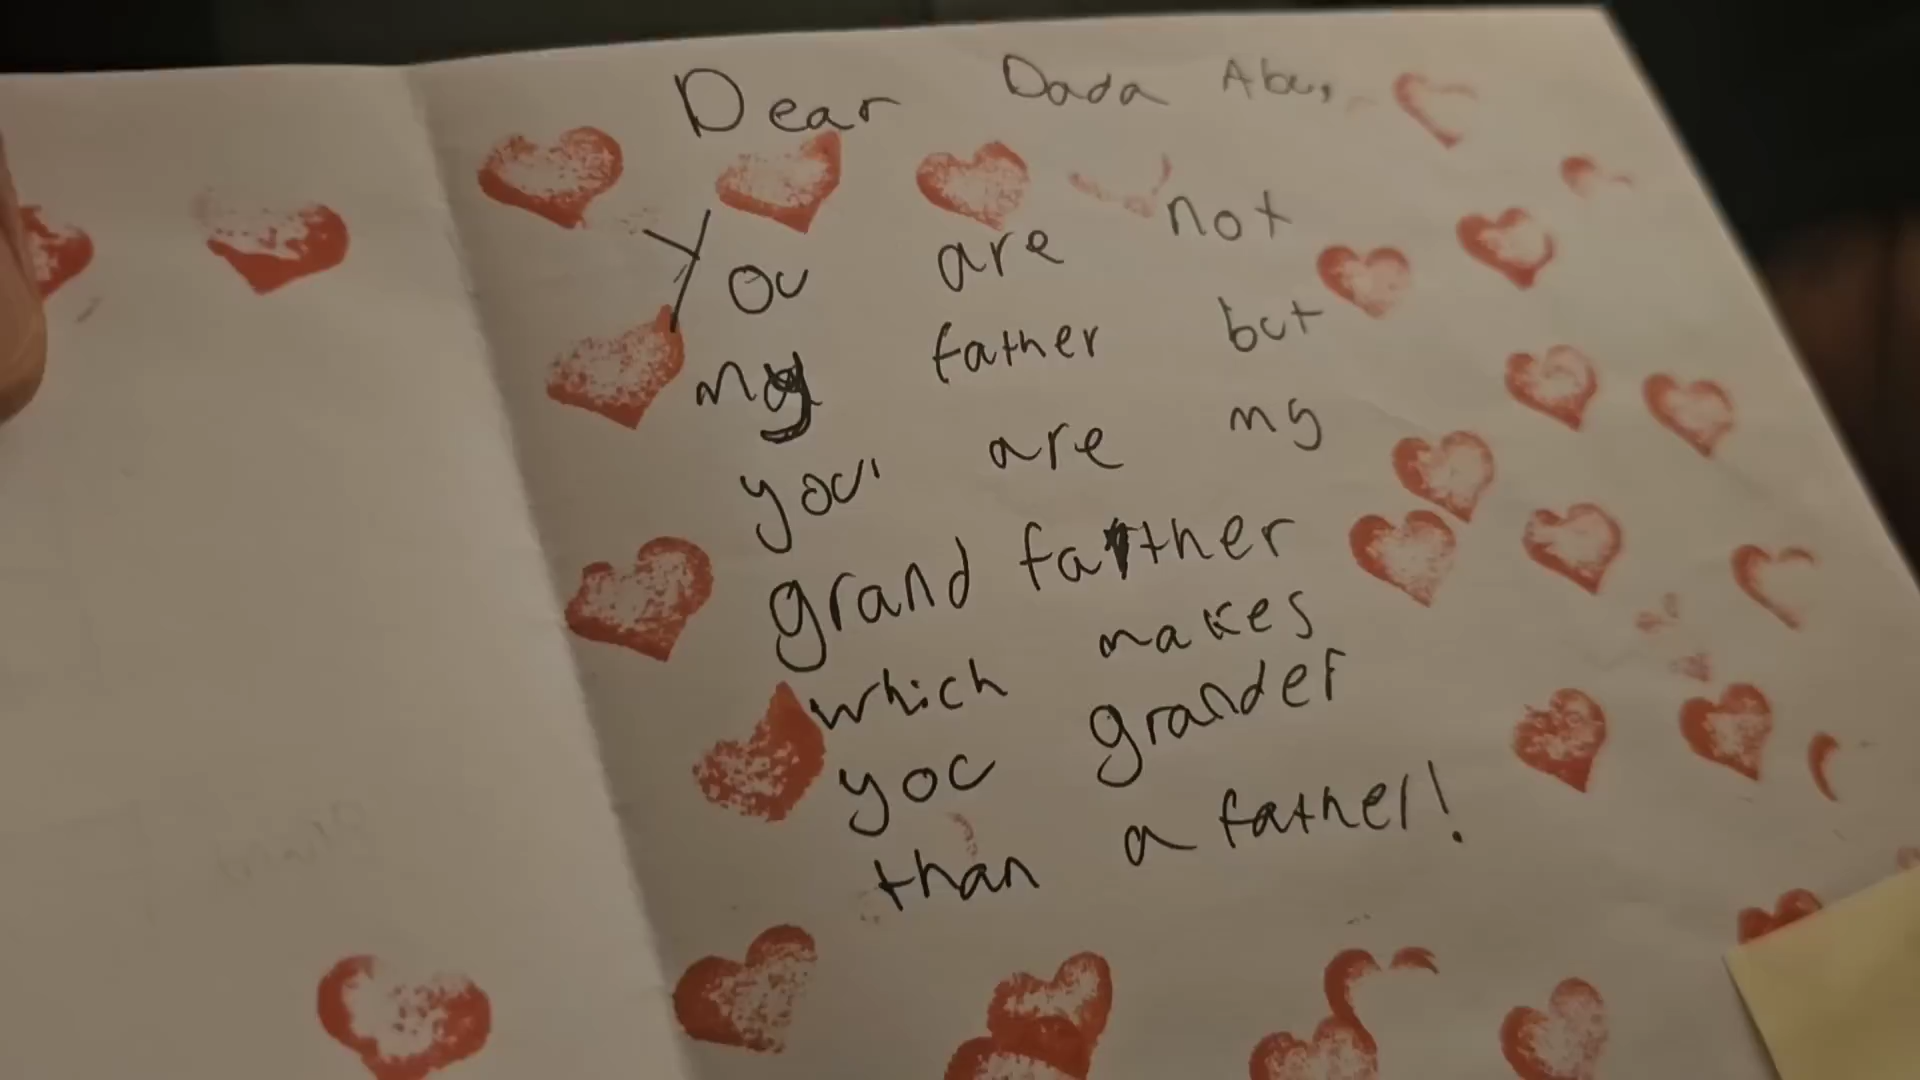 Dear Dada Abu,
You are not
my father but
you are my
grand father
which makes
you grander
than a father!